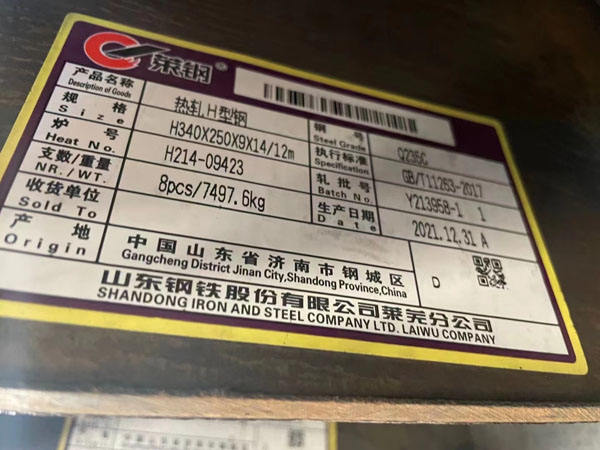 莱钢®
产品名称 热轧 H 型钢 钢 号 Q235C
Description of Goods Steel Grade
规 格 H340X250X9X14/12m 执行标准 GB/T11263-2017
Size Specification
炉 号 H214-09423 轧批号 Y213958-1 1
Heat No. Batch No.
支数/重量 8pcs/7497.6kg 生产日期 2021.12.31 A
NR./WT. Date
收货单位
Sold To
产 地 中国山东省济南市钢城区 D
Origin Gangcheng District Jinan City,Shandong Province,China
山东钢铁股份有限公司莱芜分公司
SHANDONG IRON AND STEEL COMPANY LTD. LAIWU COMPANY